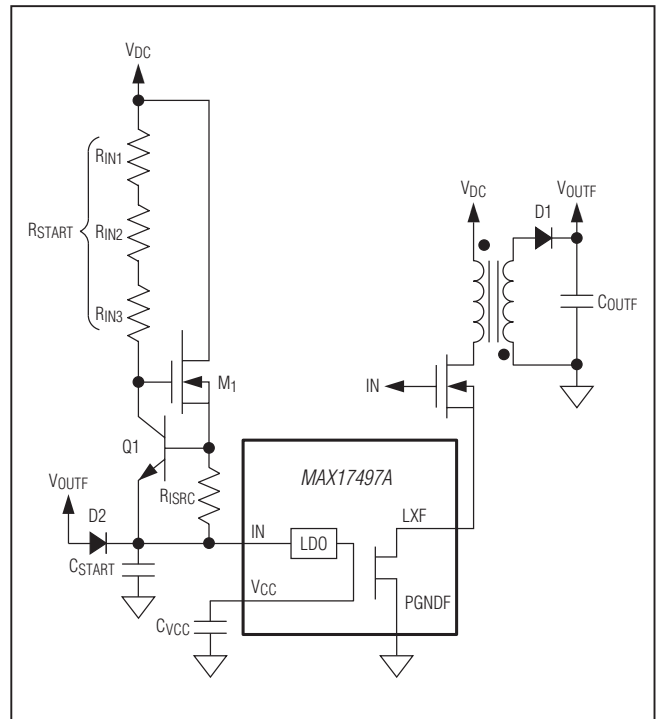 VDC
RIN1
RSTART
RIN2
RIN3
M1
Q1
VOUTF
D2
CSTART
RISRC
IN
VDC
D1
VOUTF
COUTF
IN
MAX17497A
LDO
LXF
VCC
PGNDF
CVCC